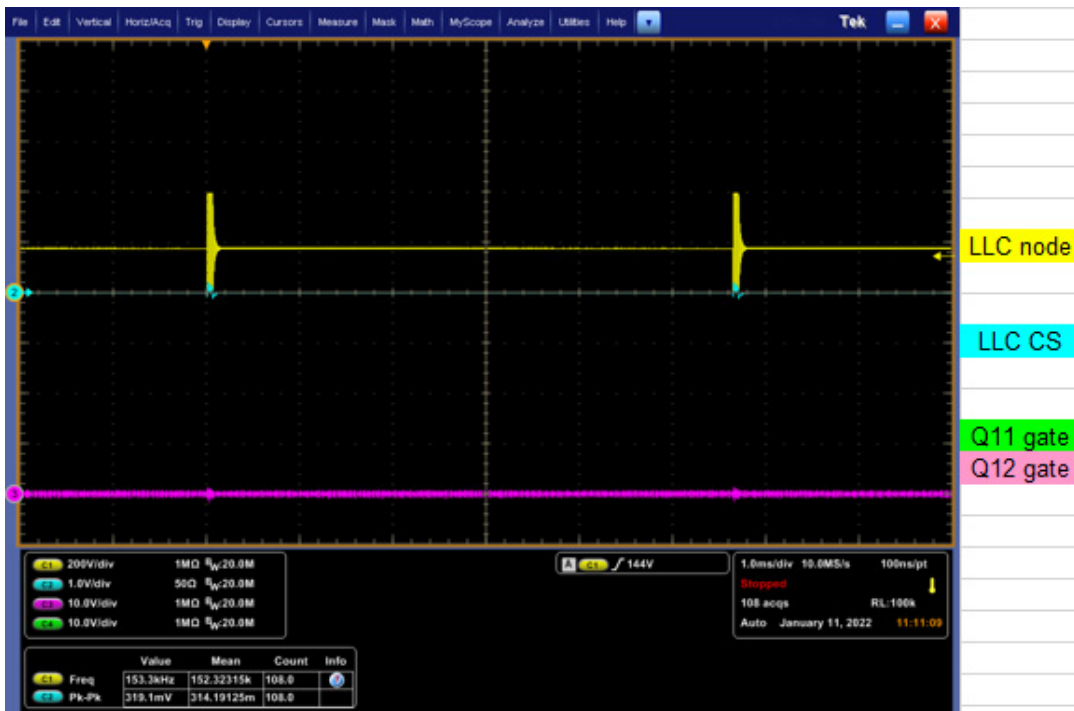 File Edit Vertical Horiz/Acq Trig Display Cursors Measure Mask Math MyScope Analyze Utilities Help Tek
LLC node
2
LLC CS
Q11 gate
Q12 gate
3
C1 200V/div 1MΩ BW:20.0M
C2 1.0V/div 50Ω BW:20.0M
C3 10.0V/div 1MΩ BW:20.0M
C4 10.0V/div 1MΩ BW:20.0M
A C1 144V
1.0ms/div 10.0MS/s 100ns/pt
Stopped
108 acqs RL:100k
Auto January 11, 2022 11:11:09
Value Mean Count Info
C1 Freq 153.3kHz 152.32315k 108.0
C2 Pk-Pk 319.1mV 314.19125m 108.0